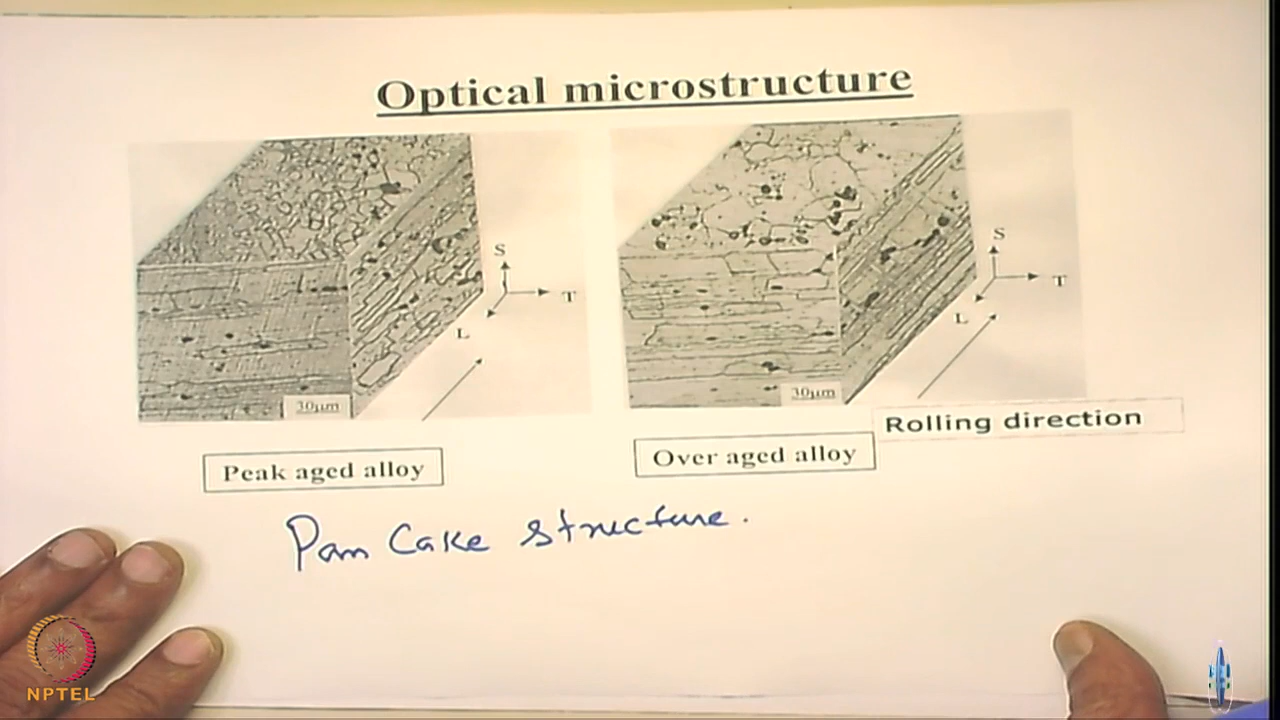 Optical microstructure
S
T
L
30μm
Peak aged alloy
S
T
L
30μm
Rolling direction
Over aged alloy
Pan Cake structure.
NPTEL